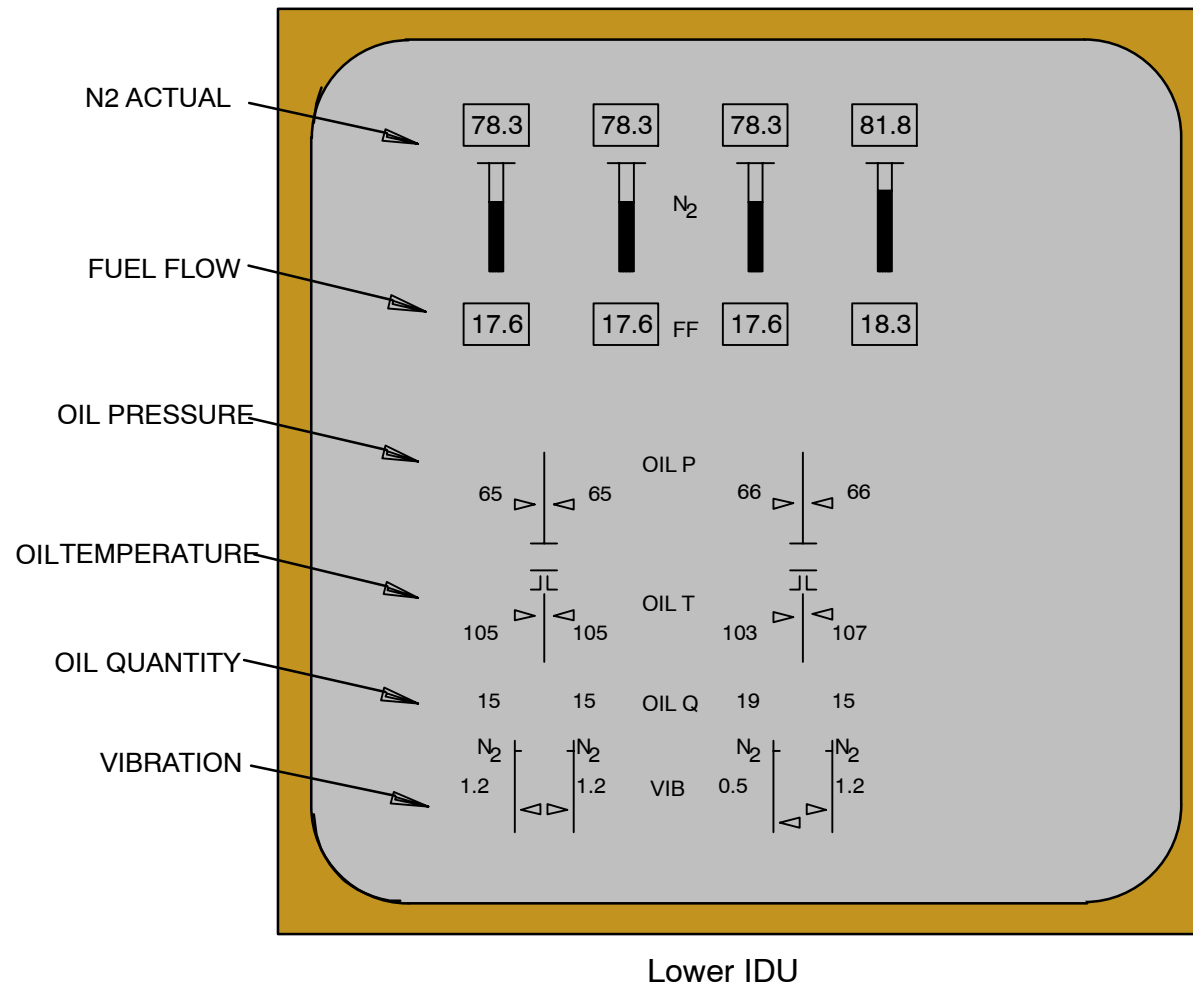 N2 ACTUAL
78.3 78.3 78.3 81.8
N2
FUEL FLOW
17.6 17.6 FF 17.6 18.3
OIL PRESSURE
OIL P
65 65 66 66
OILTEMPERATURE
OIL T
105 105 103 107
OIL QUANTITY
15 15 OIL Q 19 15
N2 N2 N2 N2
VIBRATION
1.2 1.2 VIB 0.5 1.2
Lower IDU